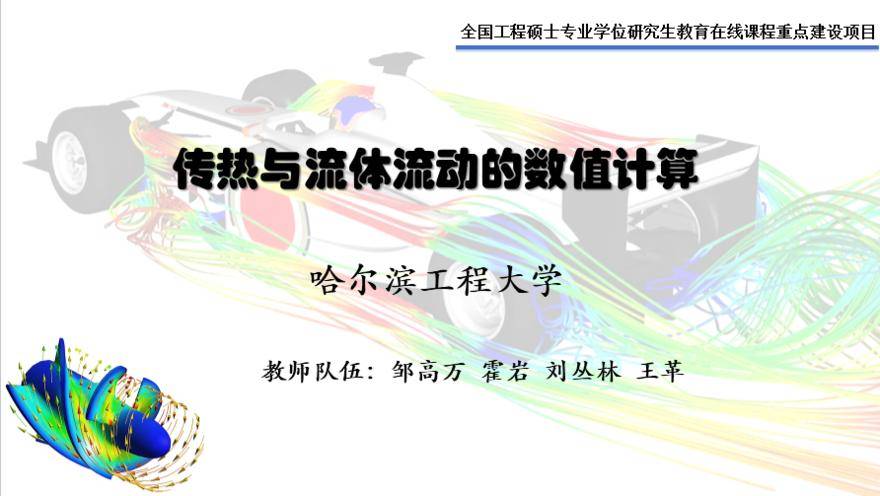 全国工程硕士专业学位研究生教育在线课程重点建设项目
传热与流体流动的数值计算
哈尔滨工程大学
教师队伍：邹高万 霍岩 刘丛林 王革